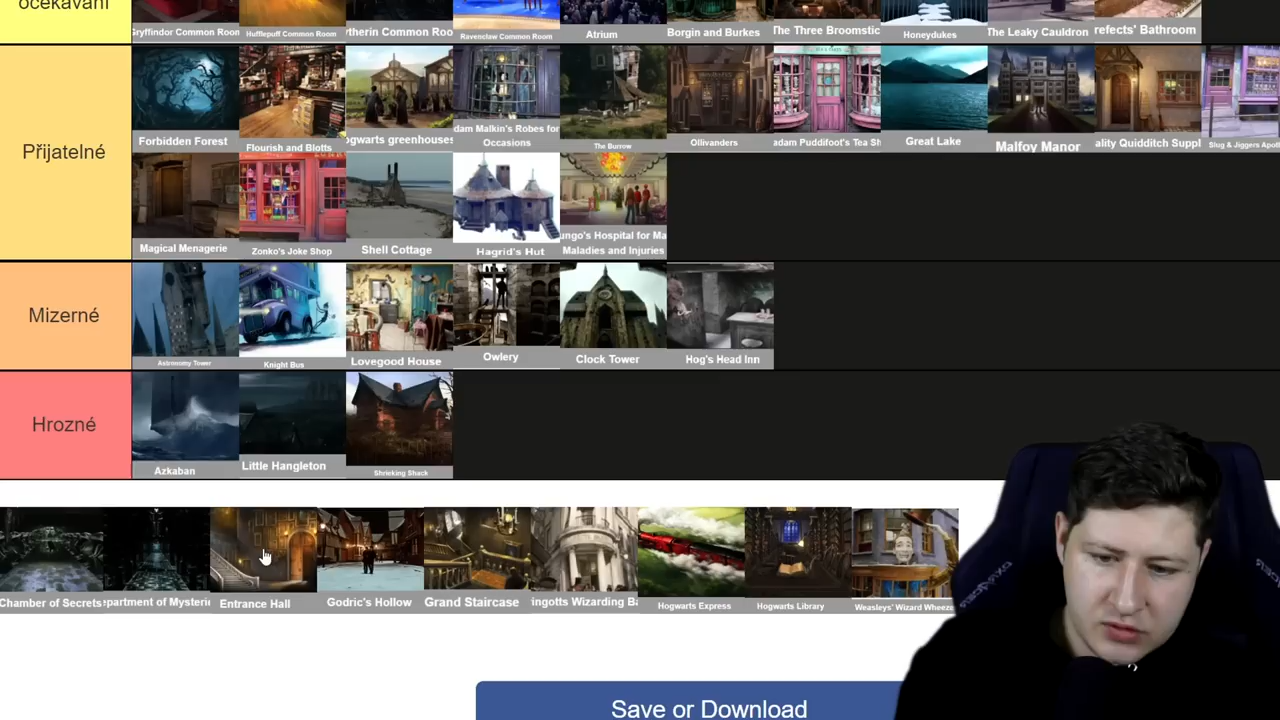 očekávání
Gryffindor Common Room
Hufflepuff Common Room
ytherin Common Roo
Ravenclaw Common Room
Atrium
Borgin and Burkes
The Three Broomstic
Honeydukes
The Leaky Cauldron
refects' Bathroom
Přijatelné
Forbidden Forest
Flourish and Blotts
ogwarts greenhouses
dam Malkin's Robes for
Occasions
The Burrow
Ollivanders
adam Puddifoot's Tea Sh
Great Lake
Malfoy Manor
ality Quidditch Suppl
Slug & Jiggers Apot
Magical Menagerie
Zonko's Joke Shop
Shell Cottage
Hagrid's Hut
ungo's Hospital for Ma
Maladies and Injuries
Mizerné
Astronomy Tower
Knight Bus
Lovegood House
Owlery
Clock Tower
Hog's Head Inn
Hrozné
Azkaban
Little Hangleton
Shrieking Shack
Chamber of Secrets
partment of Mysterie
Entrance Hall
Godric's Hollow
Grand Staircase
ingotts Wizarding Ba
Hogwarts Express
Hogwarts Library
Weasleys' Wizard Wheeze
Save or Download